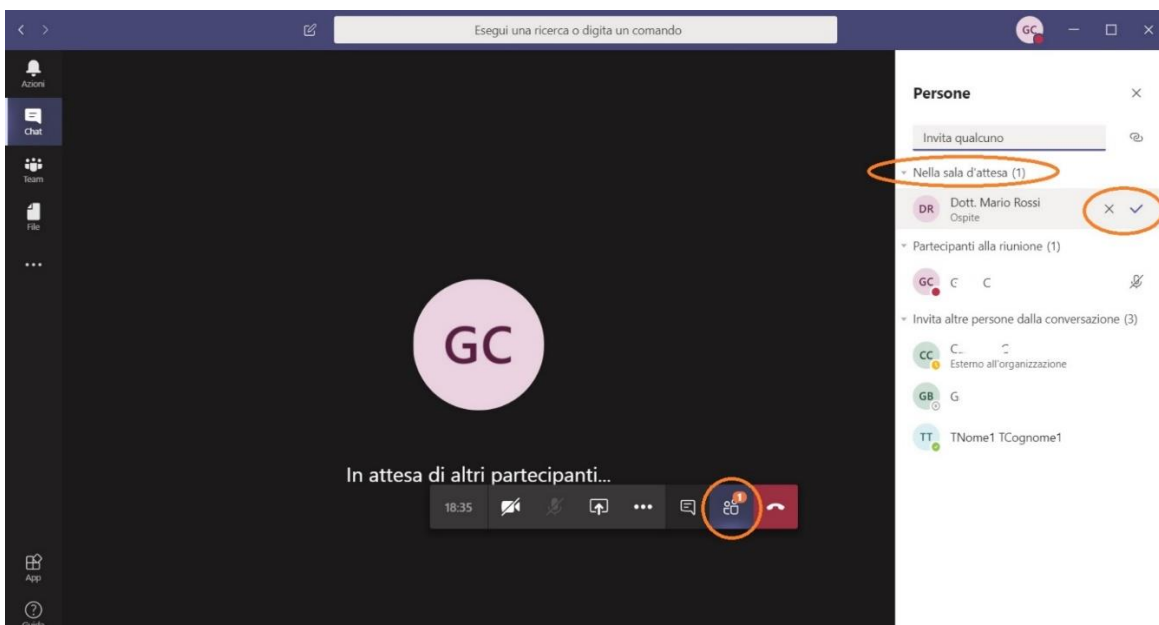 Esegui una ricerca o digita un comando
GC
Azioni
Chat
Team
File
App
GC
In attesa di altri partecipanti...
18:35
1
Persone
Invita qualcuno
Nella sala d'attesa (1)
DR
Dott. Mario Rossi
Ospite
Partecipanti alla riunione (1)
GC
C
Invita altre persone dalla conversazione (3)
CC
Esterno all'organizzazione
GB
G
TT
TNome1 TCognome1